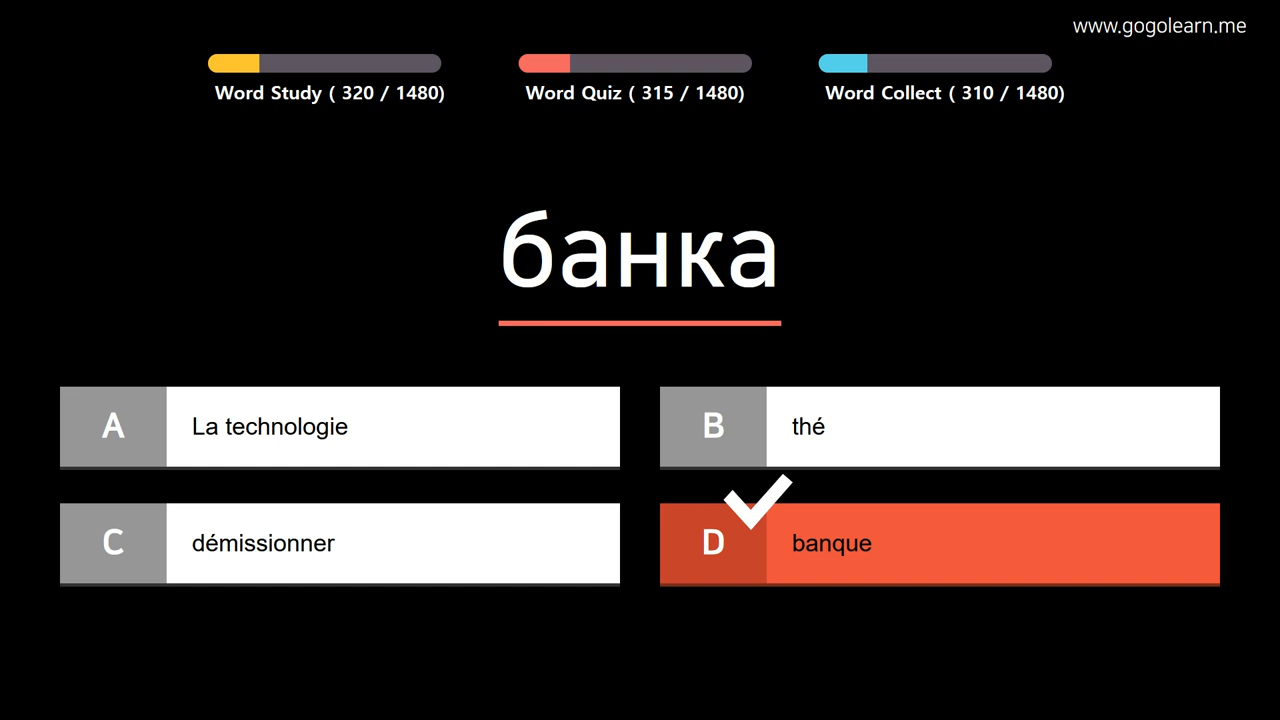 www.gogolearn.me
Word Study ( 320 / 1480)
Word Quiz ( 315 / 1480)
Word Collect ( 310 / 1480)
банка
A La technologie
B thé
C démissionner
D banque